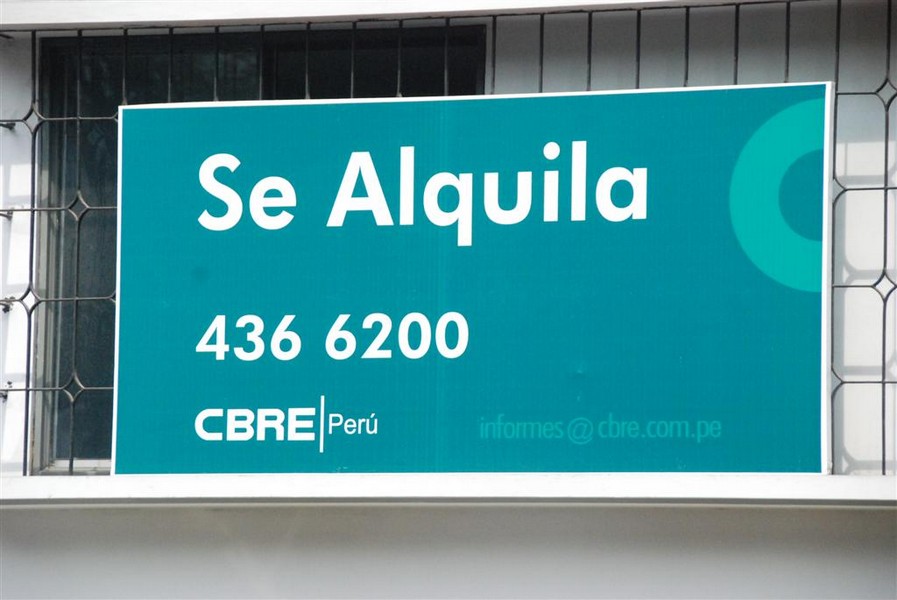 Se Alquila
436 6200
CBRE | Perú
informes@cbre.com.pe